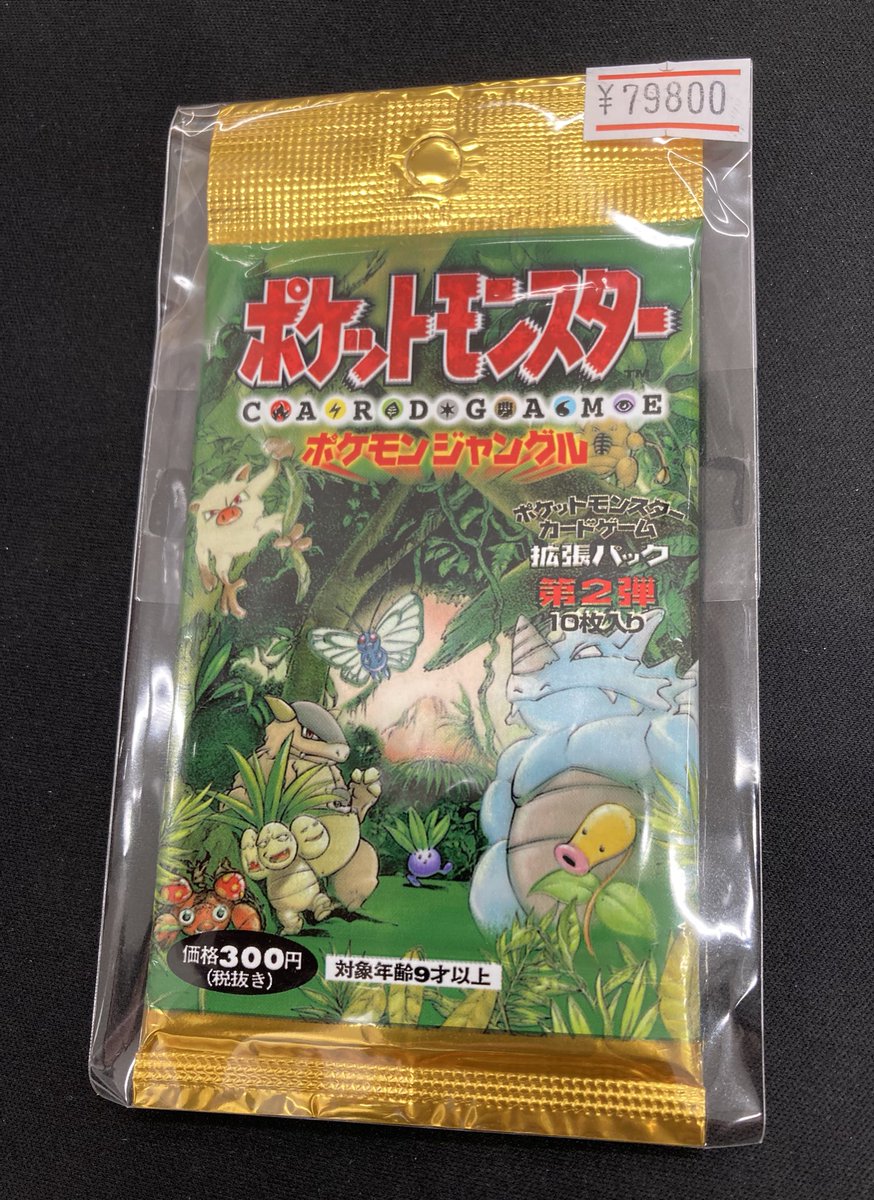 ¥79800
ポケットモンスター
TM
CARDGAME
ポケモンジャングル
ポケットモンスター
カードゲーム
拡張パック
第2弾
10枚入り
価格300円
(税抜き)
対象年齢9才以上